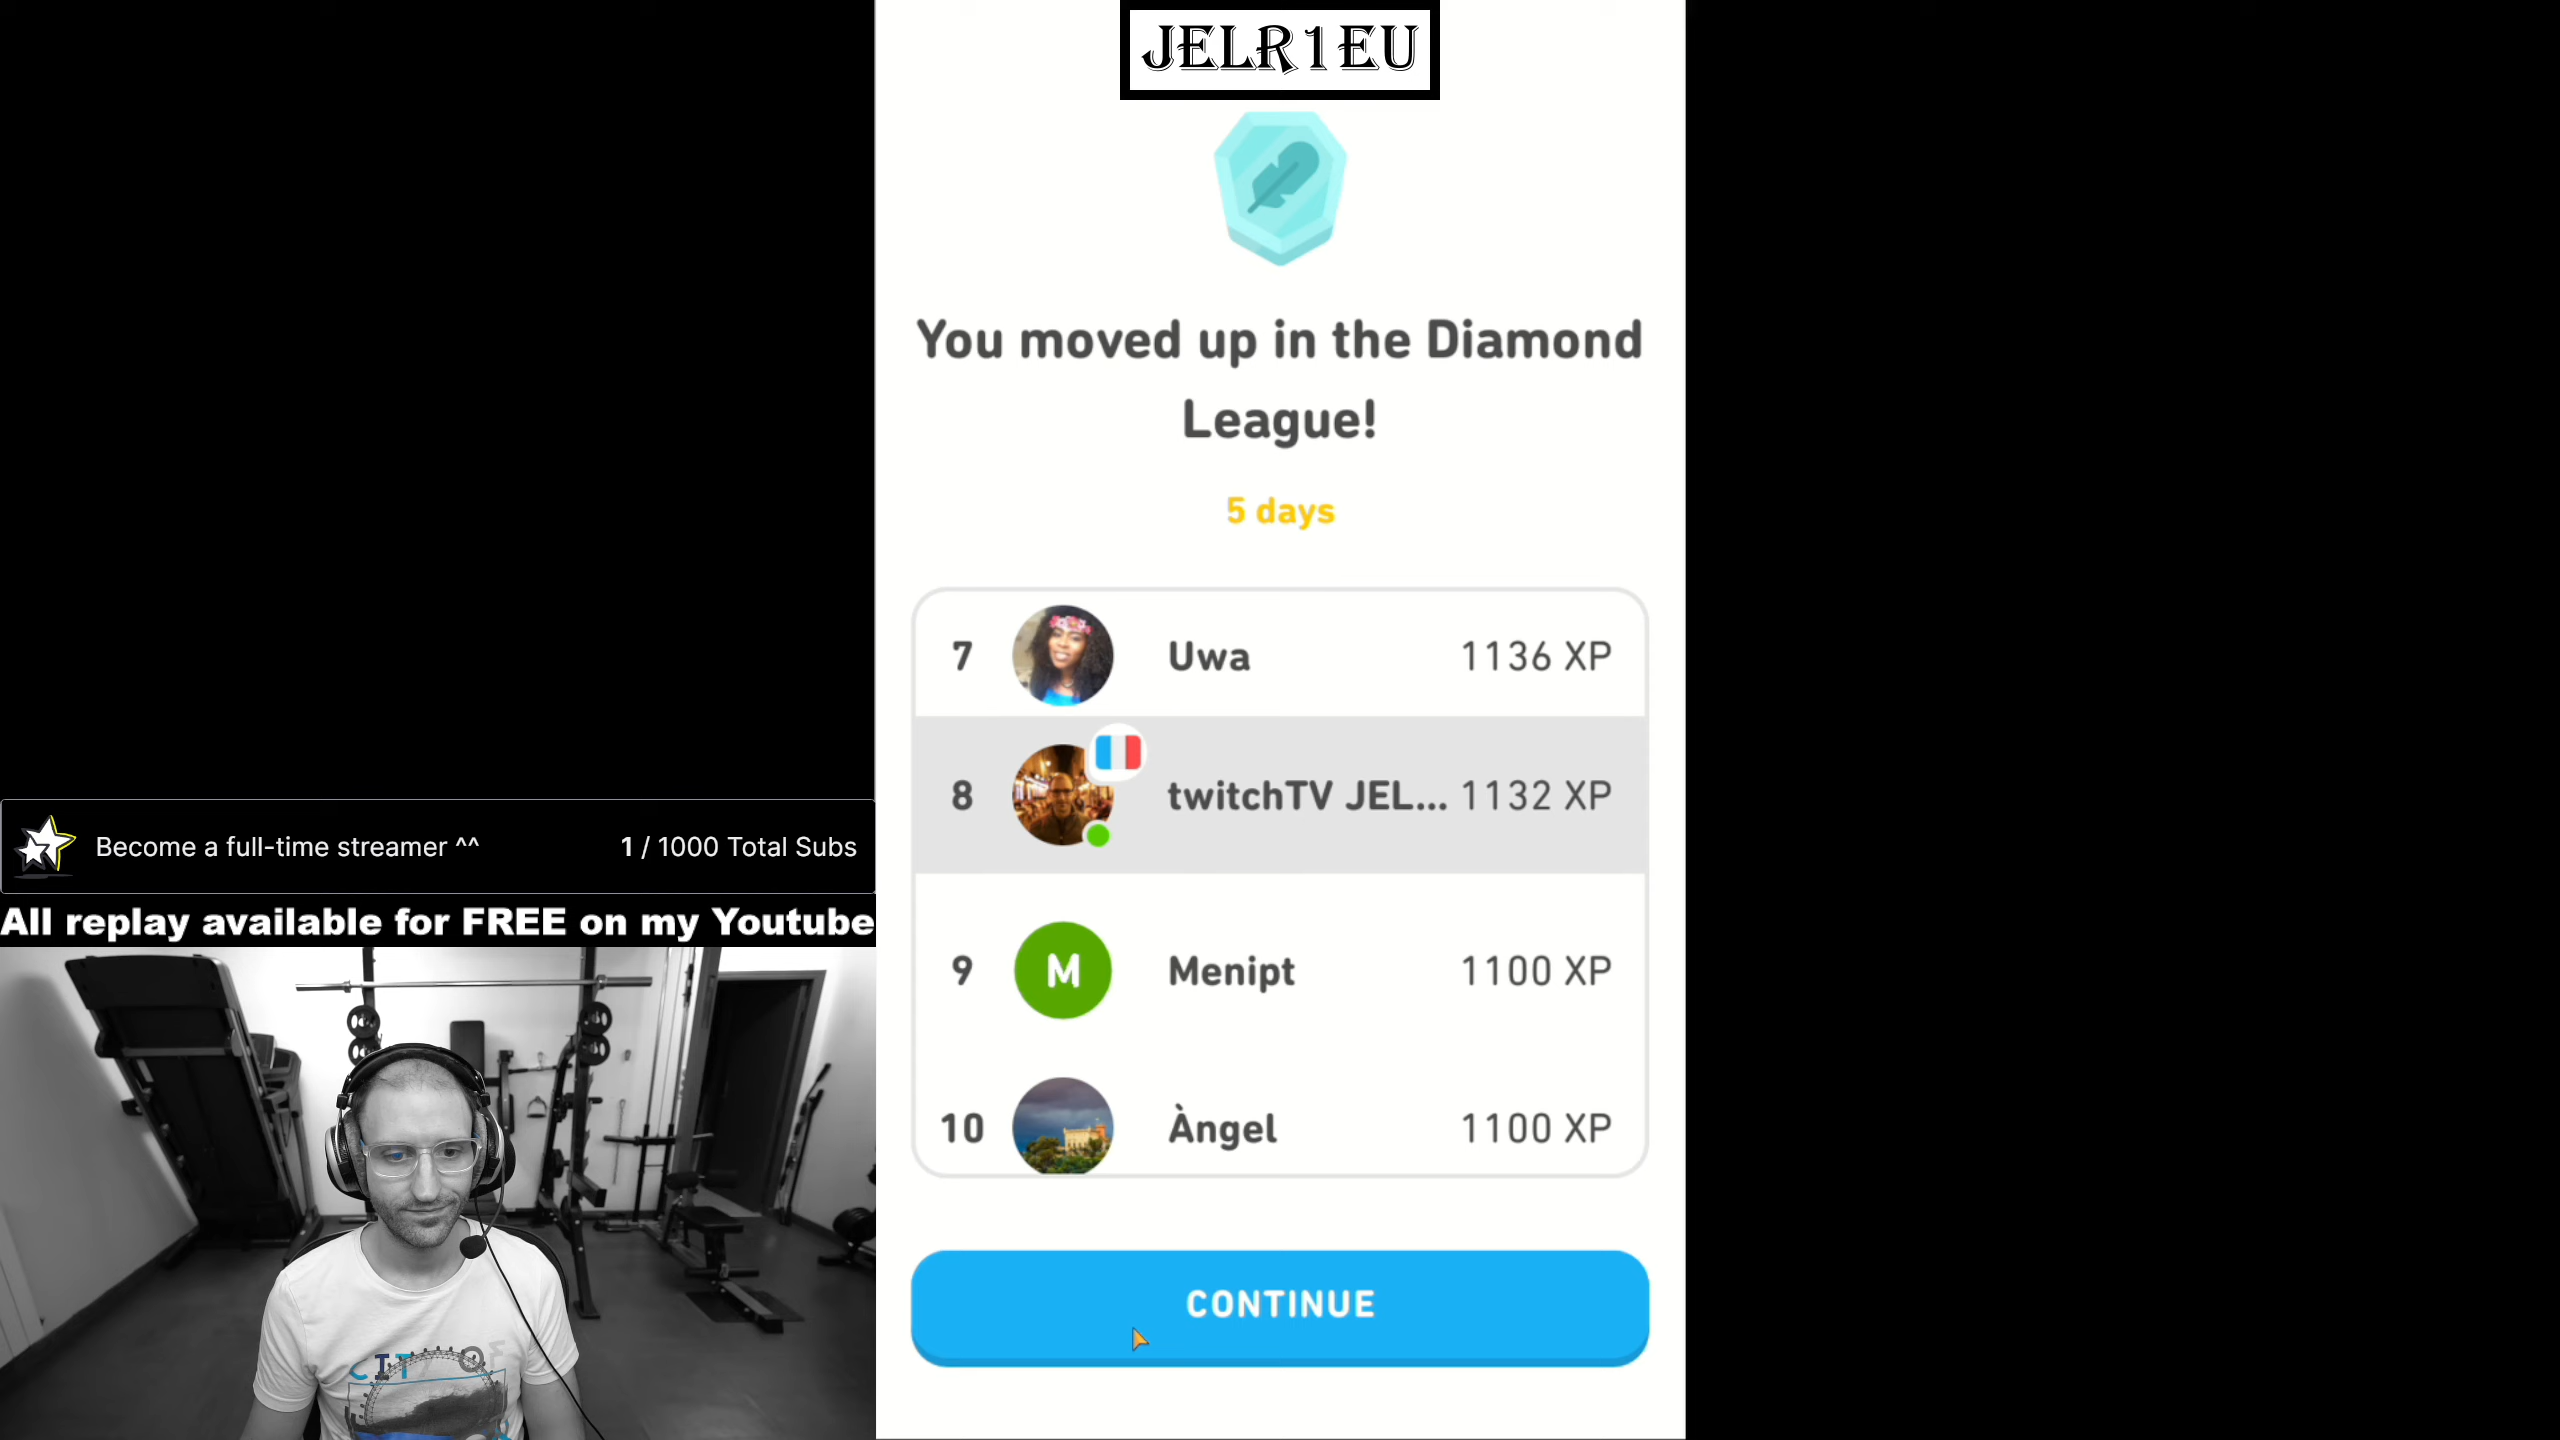 JELR1EU
You moved up in the Diamond
League!
5 days
7 Uwa 1136 XP
8 twitchTV JEL... 1132 XP
9 M Menipt 1100 XP
10 Àngel 1100 XP
CONTINUE
Become a full-time streamer ^^ 1 / 1000 Total Subs
All replay available for FREE on my Youtube